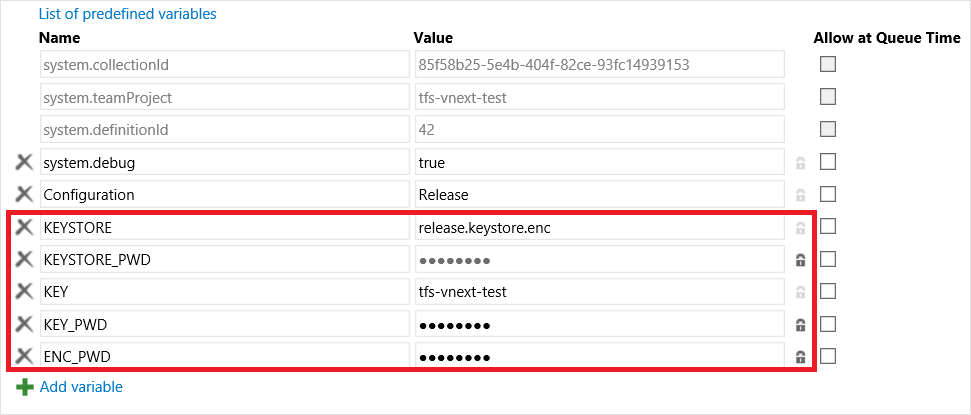 List of predefined variables
Name Value Allow at Queue Time
system.collectionId 85f58b25-5e4b-404f-82ce-93fc14939153
system.teamProject tfs-vnext-test
system.definitionId 42
system.debug true
Configuration Release
KEYSTORE release.keystore.enc
KEYSTORE_PWD ●●●●●●●●
KEY tfs-vnext-test
KEY_PWD ●●●●●●●●
ENC_PWD ●●●●●●●●
Add variable